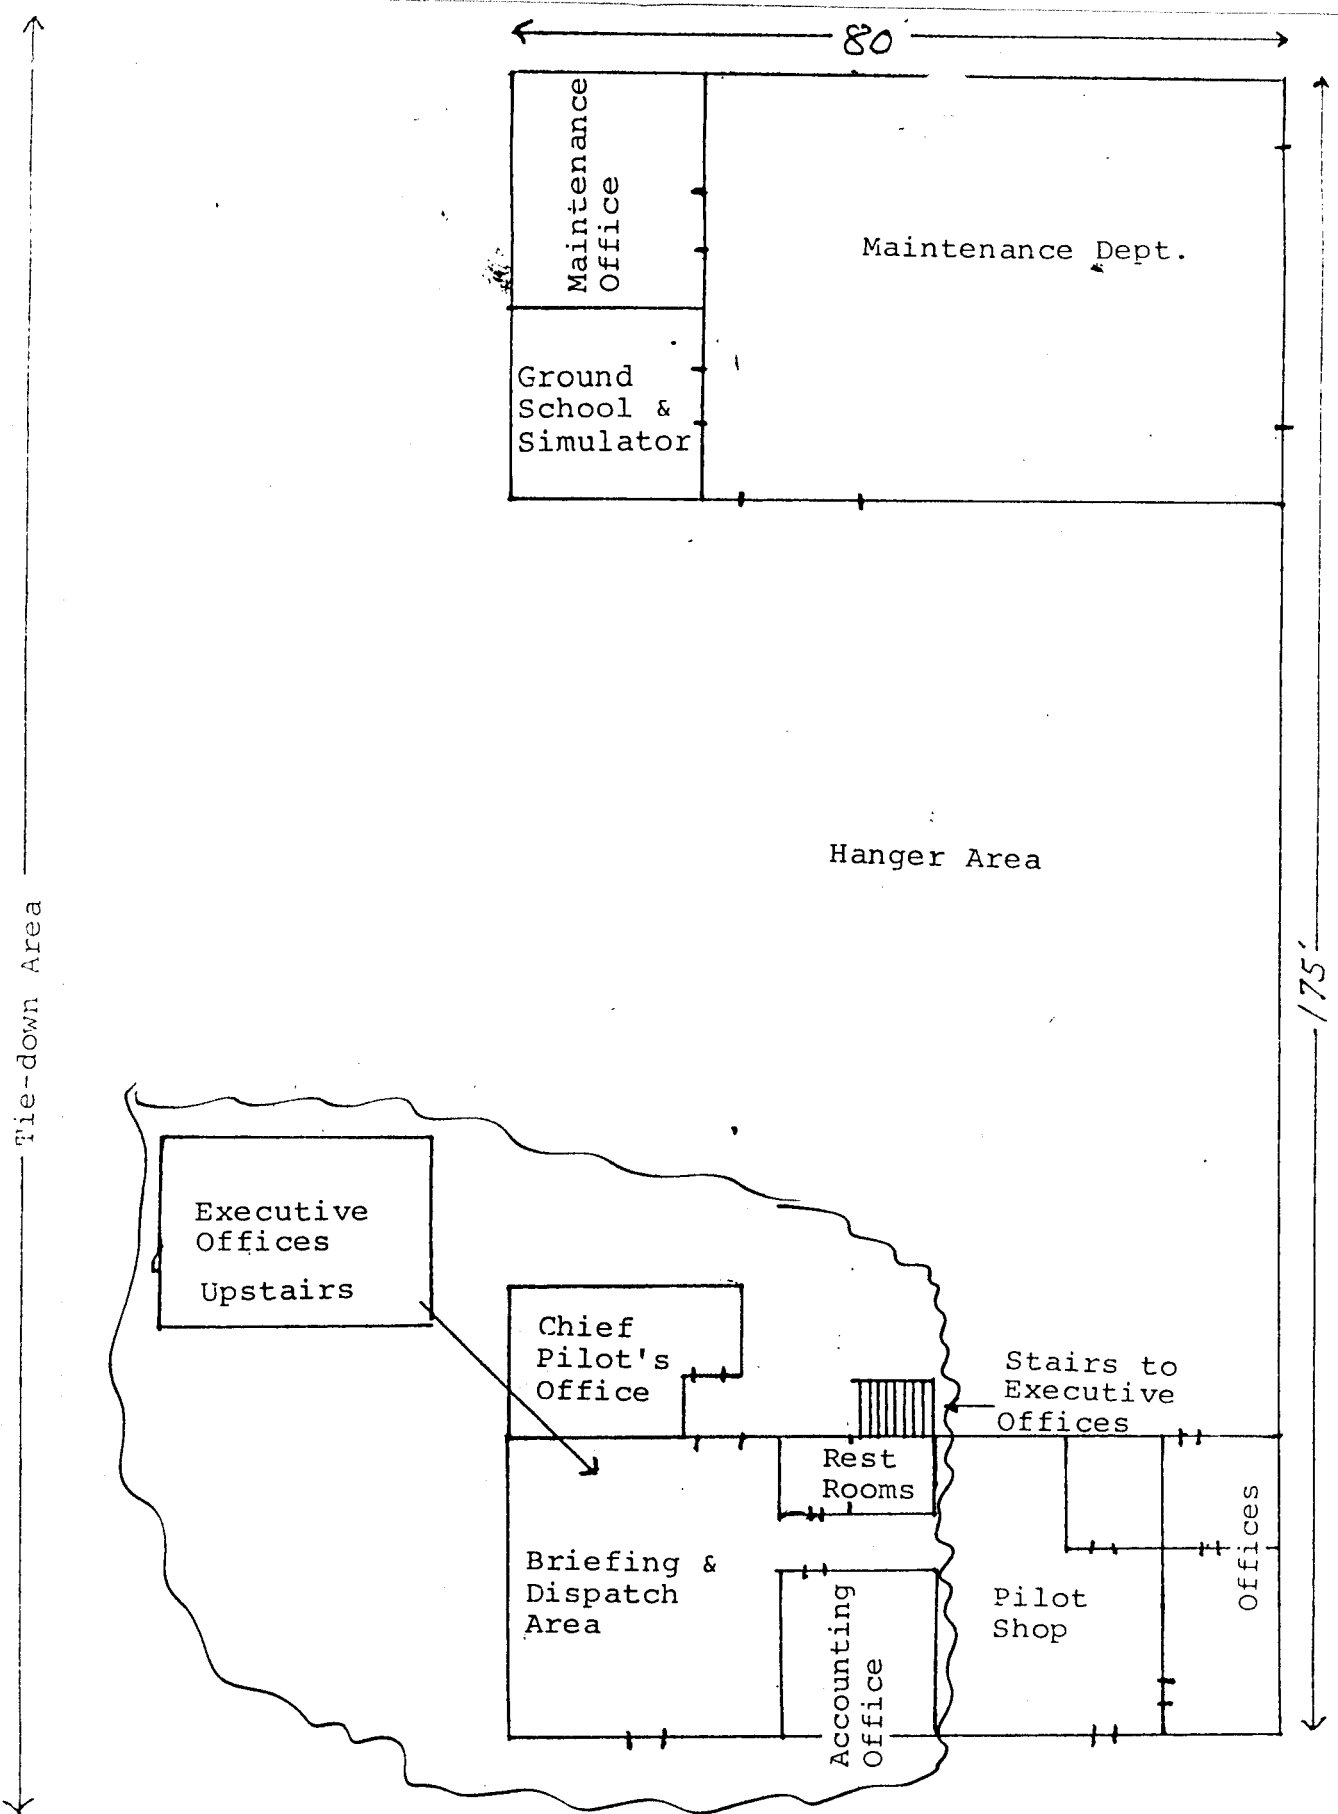 80'
Maintenance
Office
Maintenance Dept.
Ground
School &
Simulator
Hanger Area
Tie-down Area
175'
Executive
Offices
Upstairs
Chief
Pilot's
Office
Stairs to
Executive
Offices
Rest
Rooms
Briefing &
Dispatch
Area
Accounting
Office
Pilot
Shop
Offices